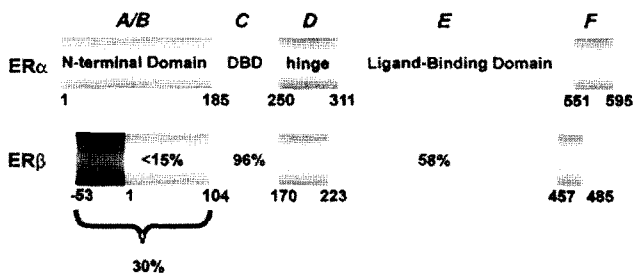 A/B C D E F
ERα N-terminal Domain DBD hinge Ligand-Binding Domain
1 185 250 311 551 595
ERβ <15% 96% 58%
-53 1 104 170 223 457 485
30%